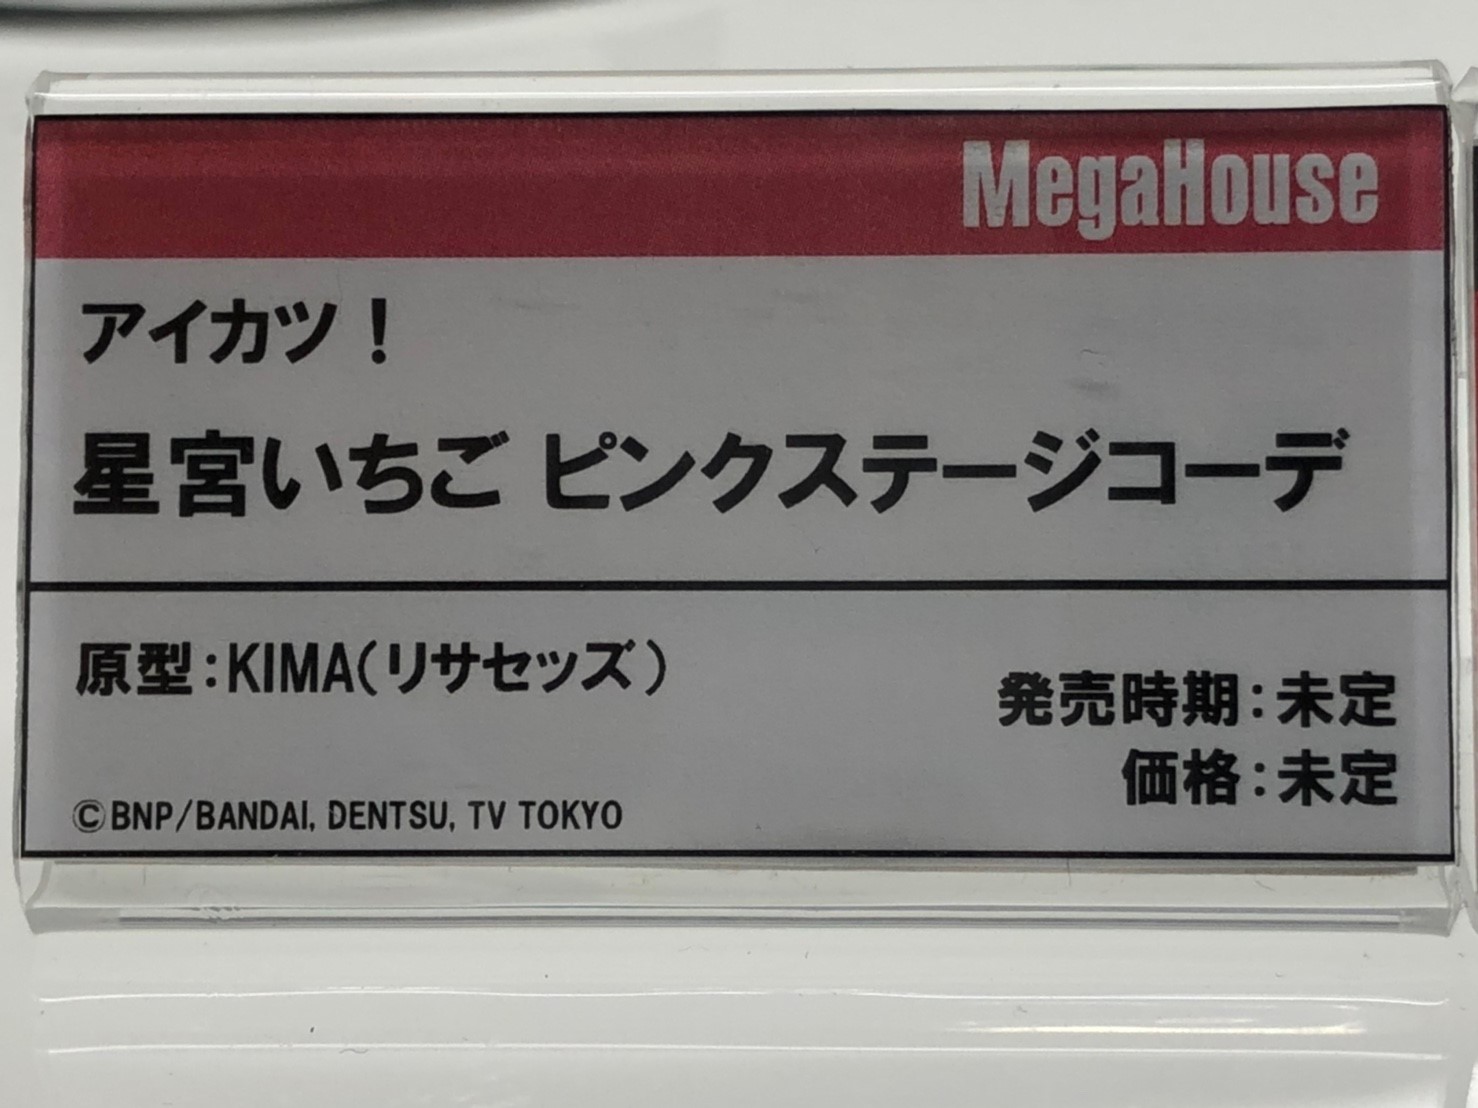 MegaHouse
アイカツ！
星宮いちご ピンクステージコーデ
原型：KIMA（リサセッズ）
発売時期：未定
価格：未定
©BNP/BANDAI, DENTSU, TV TOKYO